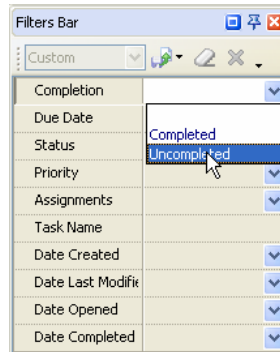 Filters Bar
Custom
Completion
Due Date
Completed
Status
Uncompleted
Priority
Assignments
Task Name
Date Created
Date Last Modifie
Date Opened
Date Completed